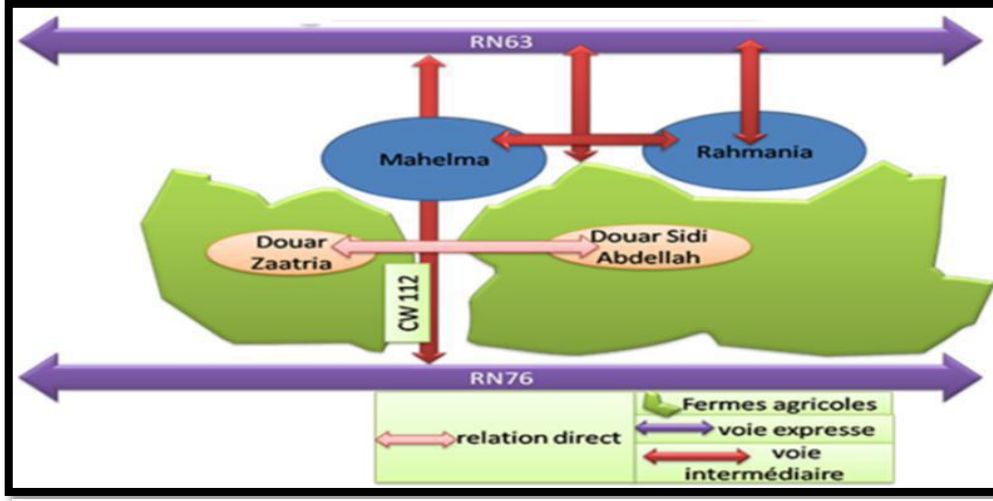 RN63
Mahelma
Rahmania
Douar
Zaatria
Douar Sidi
Abdellah
CW 112
RN76
relation direct
Fermes agricoles
voie expresse
voie
intermédiaire